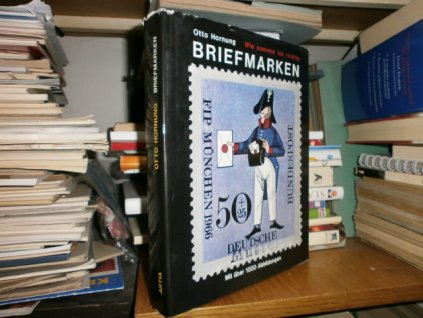 Otto Hornung
Wie sammle ich richtig
BRIEFMARKEN
FIP MÜNCHEN 1966
50+25
DEUTSCHE
BUNDESPOST
Mit über 1000 Abbildungen
OTTO HORNUNG BRIEFMARKEN
ARTIA